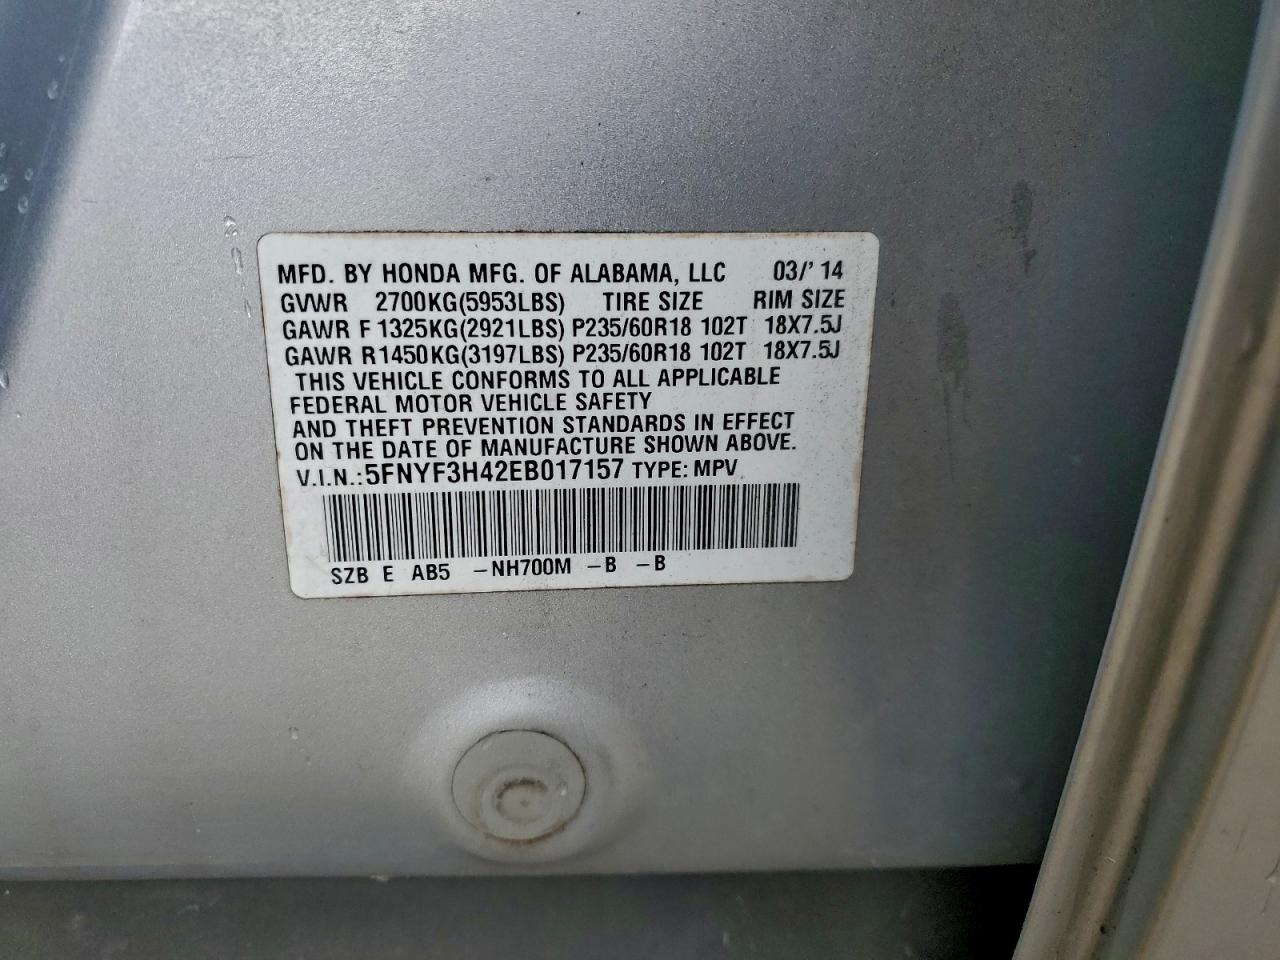 MFD. BY HONDA MFG. OF ALABAMA, LLC 03/'14
GVWR 2700KG(5953LBS) TIRE SIZE RIM SIZE
GAWR F 1325KG(2921LBS) P235/60R18 102T 18X7.5J
GAWR R1450KG(3197LBS) P235/60R18 102T 18X7.5J
THIS VEHICLE CONFORMS TO ALL APPLICABLE
FEDERAL MOTOR VEHICLE SAFETY
AND THEFT PREVENTION STANDARDS IN EFFECT
ON THE DATE OF MANUFACTURE SHOWN ABOVE.
V.I.N.:5FNYF3H42EB017157 TYPE: MPV
SZB E AB5 -NH700M -B -B